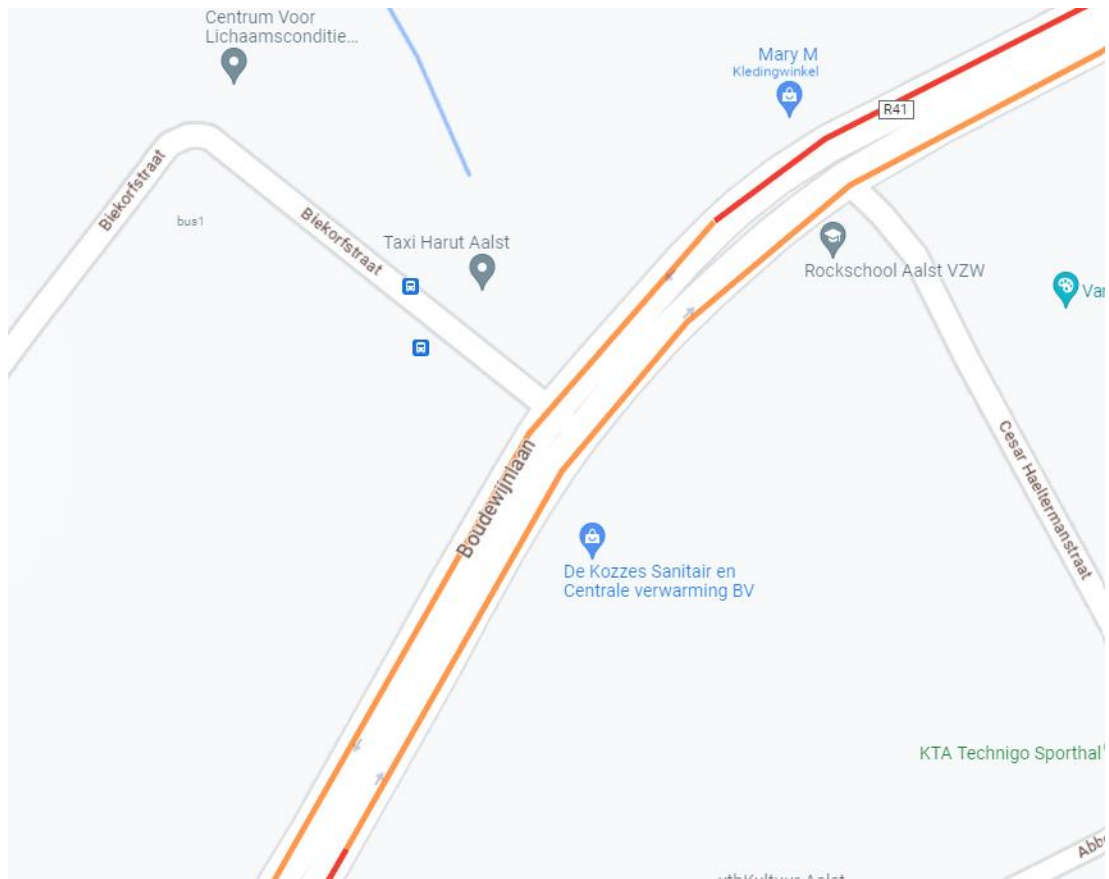 Centrum Voor
Lichaamsconditie...
Mary M
Kledingwinkel
R41
Biekorfstraat
bus1
Biekorfstraat
Taxi Harut Aalst
Rockschool Aalst VZW
Var
Boudewijnlaan
Cesar Haeltermanstraat
De Kozzes Sanitair en
Centrale verwarming BV
KTA Technigo Sporthal
Abb